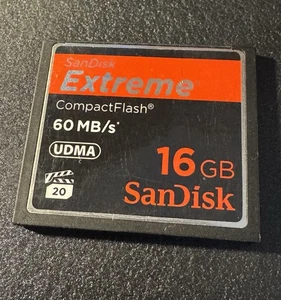 SanDisk
Extreme
CompactFlash®
60 MB/s*
UDMA
16 GB
20
SanDisk